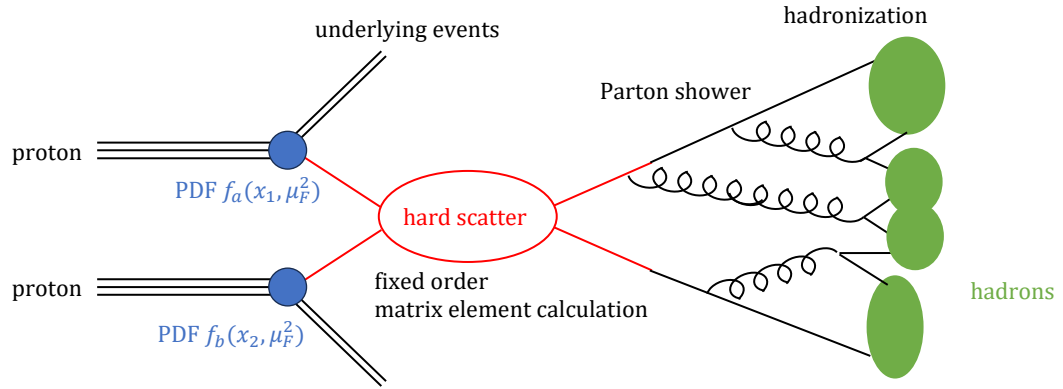 hadronization
underlying events
Parton shower
proton
PDF f_a(x_1, μ_F^2)
hard scatter
fixed order
matrix element calculation
proton
hadrons
PDF f_b(x_2, μ_F^2)